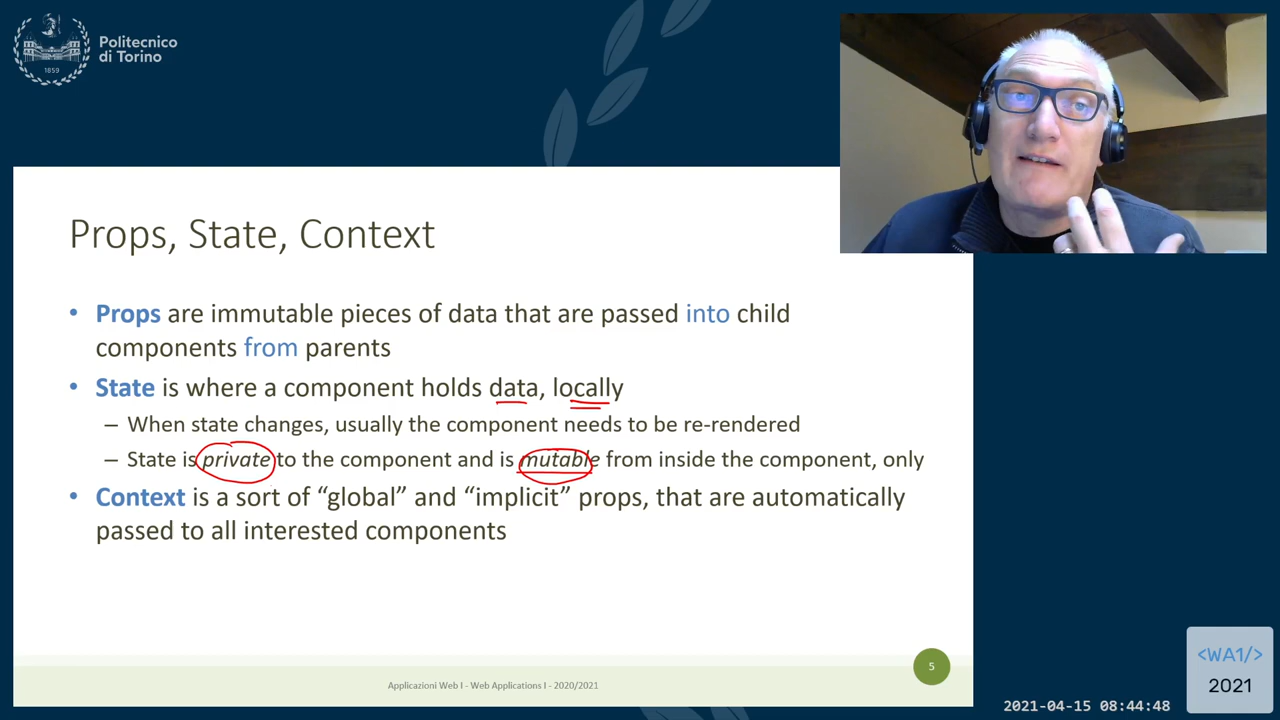 Politecnico
di Torino
1859
Props, State, Context
• Props are immutable pieces of data that are passed into child
components from parents
• State is where a component holds data, locally
– When state changes, usually the component needs to be re-rendered
– State is private to the component and is mutable from inside the component, only
• Context is a sort of “global” and “implicit” props, that are automatically
passed to all interested components
5
Applicazioni Web I - Web Applications I - 2020/2021
<WA1/>
2021
2021-04-15 08:44:48